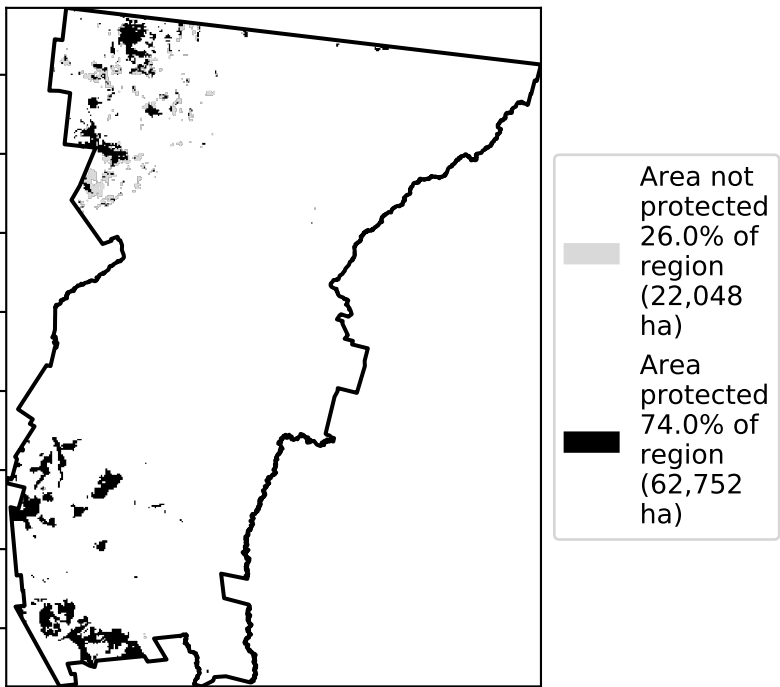 Area not
protected
26.0% of
region
(22,048
ha)
Area
protected
74.0% of
region
(62,752
ha)